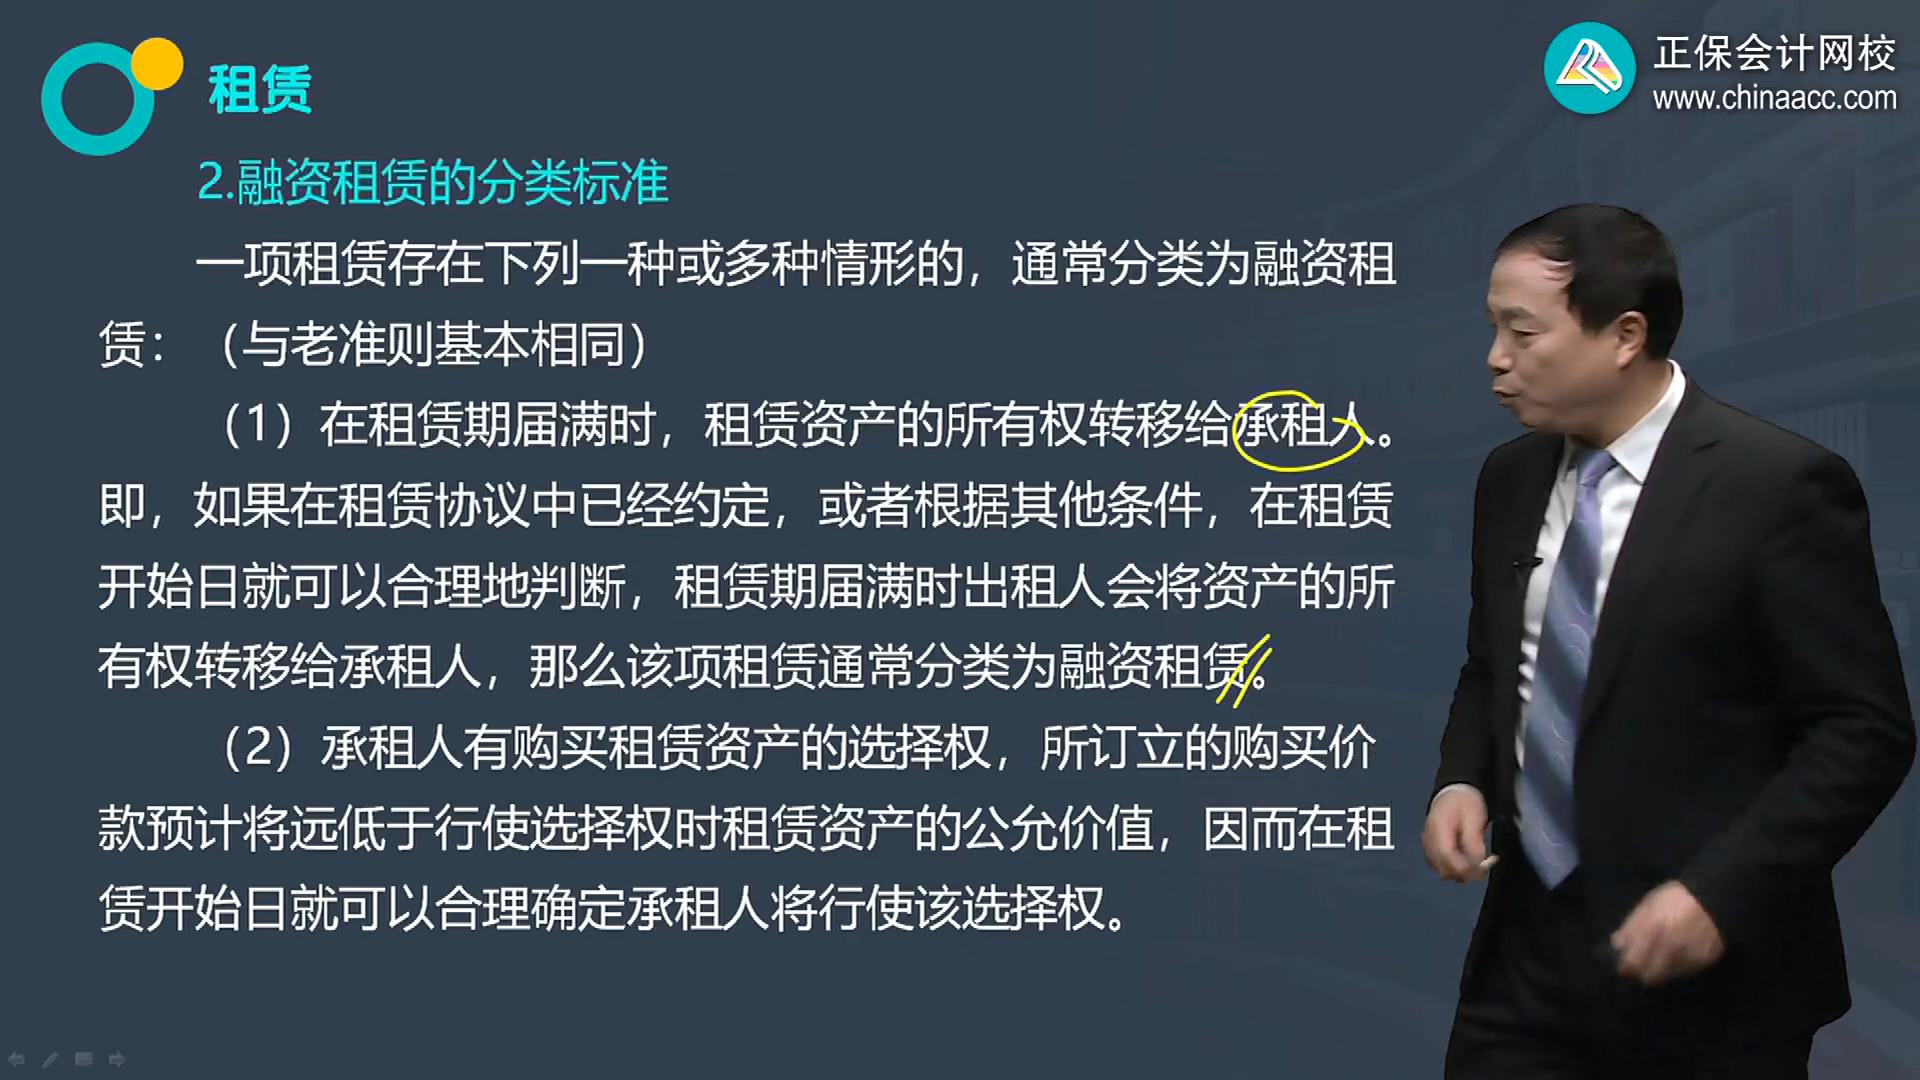 租赁
正保会计网校
www.chinaacc.com
2.融资租赁的分类标准
一项租赁存在下列一种或多种情形的，通常分类为融资租
赁：（与老准则基本相同）
（1）在租赁期届满时，租赁资产的所有权转移给承租人。
即，如果在租赁协议中已经约定，或者根据其他条件，在租赁
开始日就可以合理地判断，租赁期届满时出租人会将资产的所
有权转移给承租人，那么该项租赁通常分类为融资租赁。
（2）承租人有购买租赁资产的选择权，所订立的购买价
款预计将远低于行使选择权时租赁资产的公允价值，因而在租
赁开始日就可以合理确定承租人将行使该选择权。